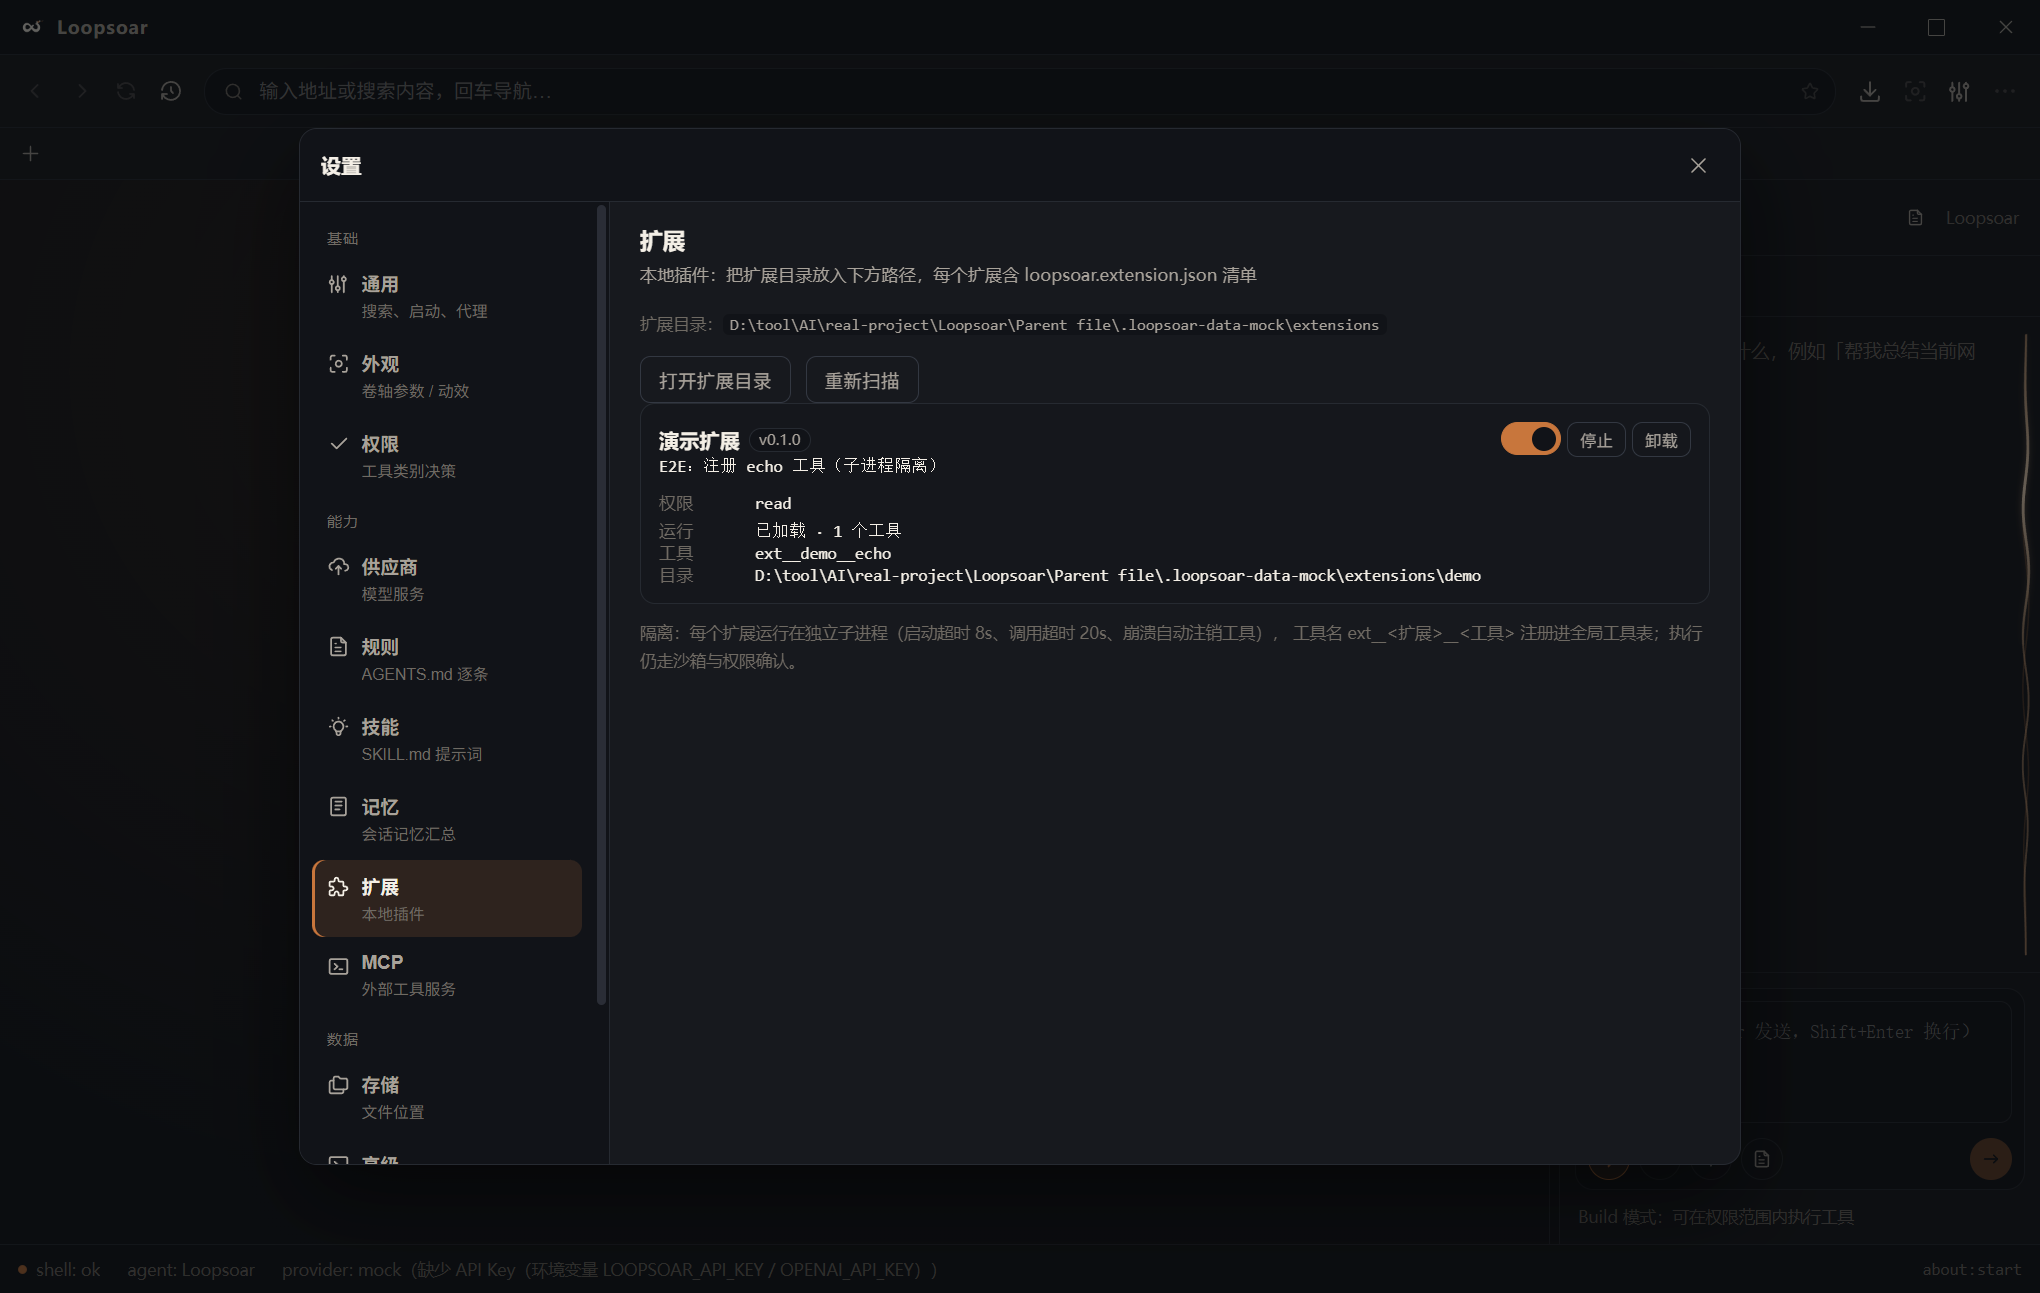 Loopsoar
输入地址或搜索内容，回车导航…
设置
Loopsoar
基础
通用
搜索、启动、代理
外观
卷轴参数 / 动效
权限
工具类别决策
能力
供应商
模型服务
规则
AGENTS.md 逐条
技能
SKILL.md 提示词
记忆
会话记忆汇总
扩展
本地插件
MCP
外部工具服务
数据
存储
文件位置
高级
扩展
本地插件：把扩展目录放入下方路径，每个扩展含 loopsoar.extension.json 清单
扩展目录： D:\tool\AI\real-project\Loopsoar\Parent file\.loopsoar-data-mock\extensions
打开扩展目录 重新扫描
演示扩展 v0.1.0 停止 卸载
E2E：注册 echo 工具（子进程隔离）
权限 read
运行 已加载 · 1 个工具
工具 ext__demo__echo
目录 D:\tool\AI\real-project\Loopsoar\Parent file\.loopsoar-data-mock\extensions\demo
隔离：每个扩展运行在独立子进程（启动超时 8s、调用超时 20s、崩溃自动注销工具）， 工具名 ext__<扩展>__<工具> 注册进全局工具表；执行
仍走沙箱与权限确认。
什么，例如「帮我总结当前网
发送，Shift+Enter 换行）
Build 模式：可在权限范围内执行工具
shell: ok agent: Loopsoar provider: mock（缺少 API Key（环境变量 LOOPSOAR_API_KEY / OPENAI_API_KEY）） about:start